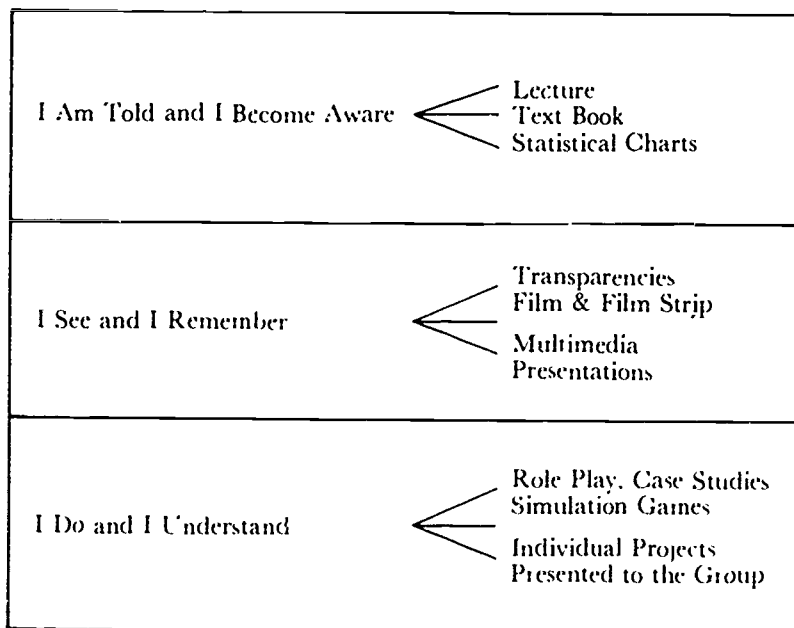 I Am Told and I Become Aware
Lecture
Text Book
Statistical Charts
I See and I Remember
Transparencies
Film & Film Strip
Multimedia
Presentations
I Do and I Understand
Role Play, Case Studies
Simulation Games
Individual Projects
Presented to the Group